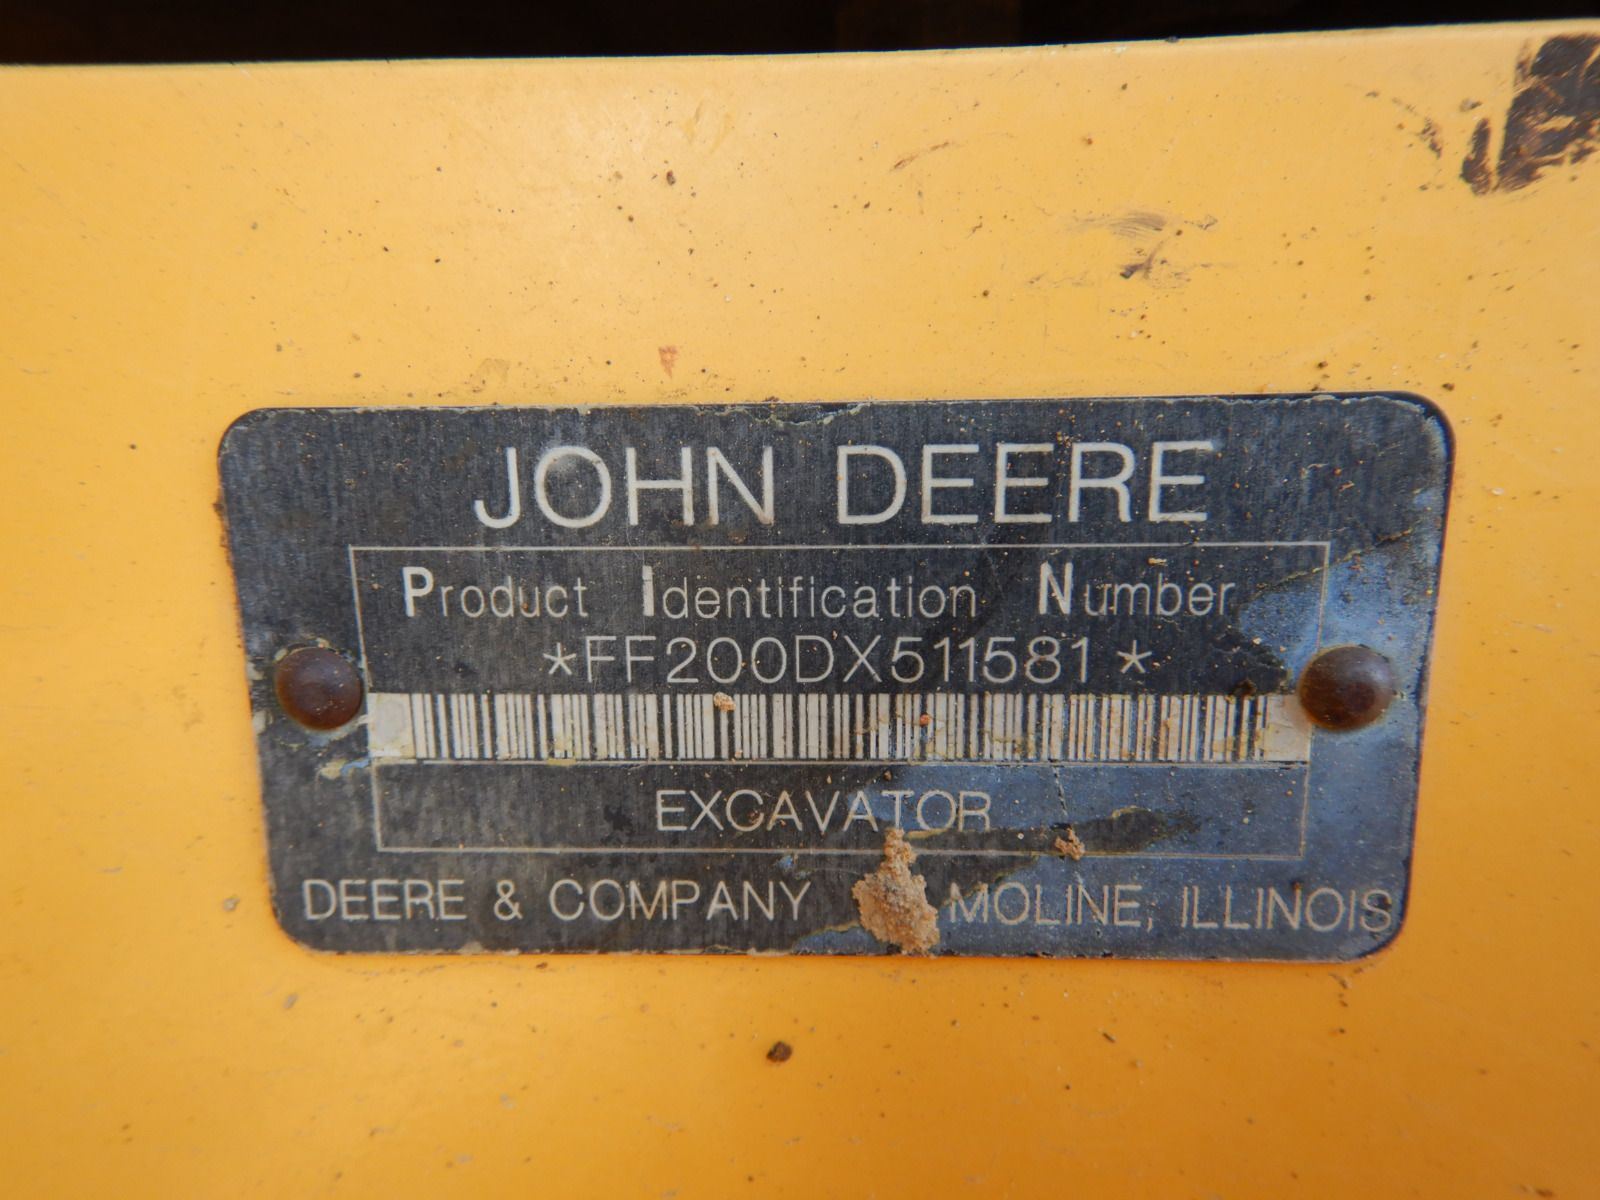 JOHN DEERE
Product Identification Number
*FF200DX511581*
EXCAVATOR
DEERE & COMPANY MOLINE, ILLINOIS